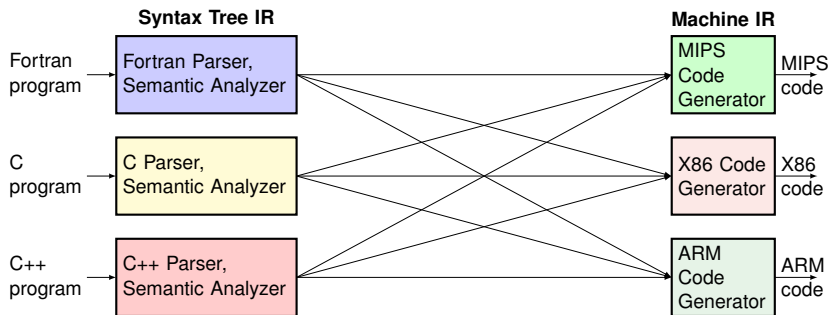 Syntax Tree IR
Machine IR
Fortran
program
Fortran Parser,
Semantic Analyzer
MIPS
Code
Generator
MIPS
code
C
program
C Parser,
Semantic Analyzer
X86 Code
Generator
X86
code
C++
program
C++ Parser,
Semantic Analyzer
ARM
Code
Generator
ARM
code